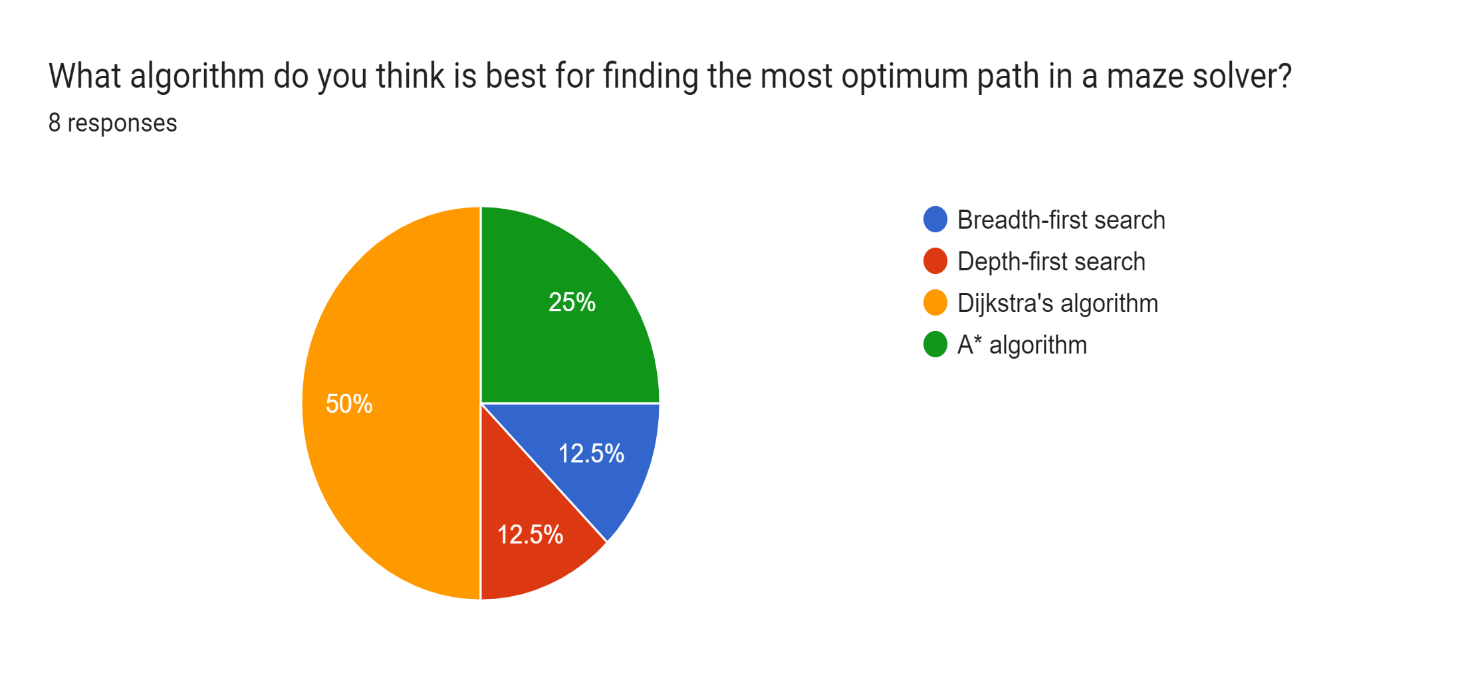 What algorithm do you think is best for finding the most optimum path in a maze solver?
8 responses
25%
50%
12.5%
12.5%
Breadth-first search
Depth-first search
Dijkstra's algorithm
A* algorithm